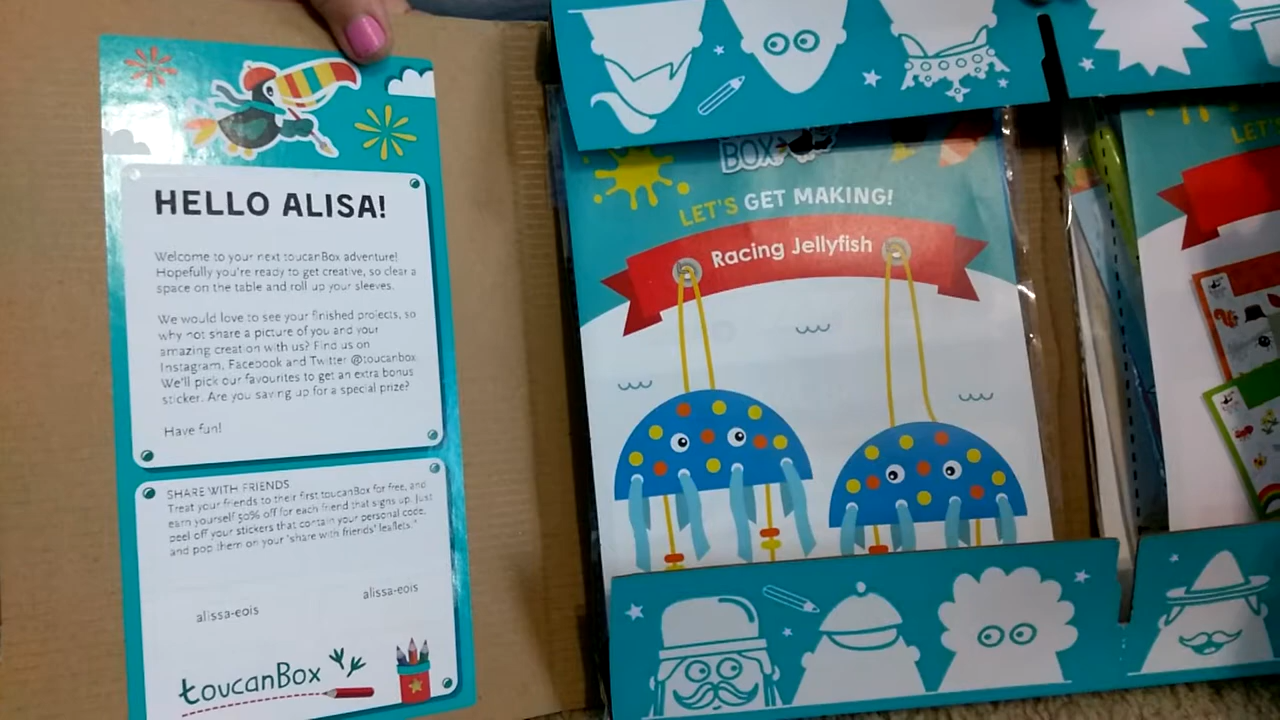 HELLO ALISA!
Welcome to your next toucanBox adventure!
Hopefully you're ready to get creative, so clear a
space on the table and roll up your sleeves.
We would love to see your finished projects, so
why not share a picture of you and your
amazing creation with us? Find us on
Instagram, Facebook and Twitter @toucanbox
We'll pick our favourites to get an extra bonus
sticker. Are you saving up for a special prize?
Have fun!
SHARE WITH FRIENDS
Treat your friends to their first toucanBox for free, and
earn yourself 50% off for each friend that signs up. Just
peel off your stickers that contain your personal code,
and pop them on your 'share with friends' leaflets.*
alissa-eois
alissa-eois
toucanBox
BOX
LET'S GET MAKING!
Racing Jellyfish
LET'S